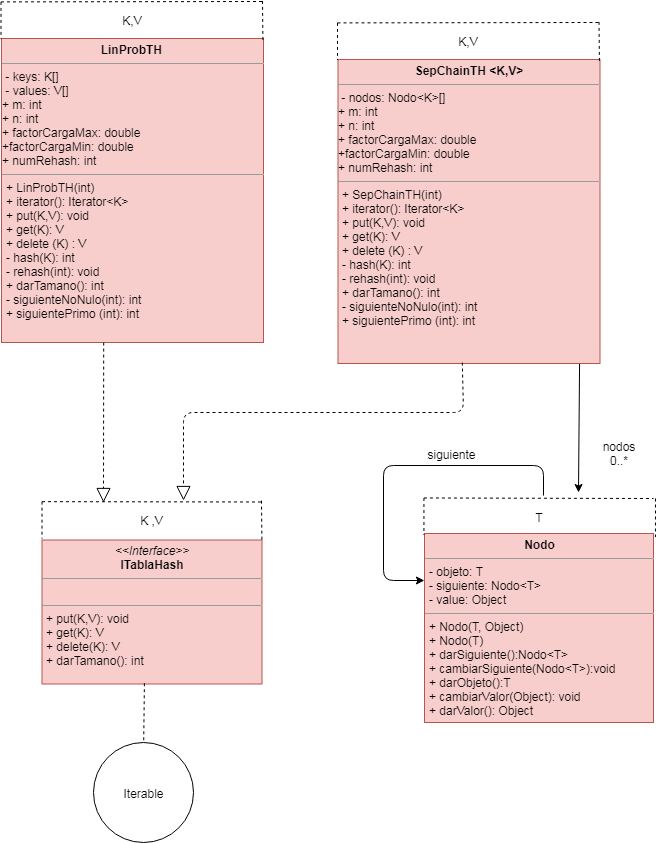 K,V
LinProbTH
- keys: K[]
- values: V[]
+ m: int
+ n: int
+ factorCargaMax: double
+factorCargaMin: double
+ numRehash: int
+ LinProbTH(int)
+ iterator(): Iterator<K>
+ put(K,V): void
+ get(K): V
+ delete (K) : V
- hash(K): int
- rehash(int): void
+ darTamano(): int
- siguienteNoNulo(int): int
+ siguientePrimo (int): int
K,V
SepChainTH <K,V>
- nodos: Nodo<K>[]
+ m: int
+ n: int
+ factorCargaMax: double
+factorCargaMin: double
+ numRehash: int
+ SepChainTH(int)
+ iterator(): Iterator<K>
+ put(K,V): void
+ get(K): V
+ delete (K) : V
- hash(K): int
- rehash(int): void
+ darTamano(): int
- siguienteNoNulo(int): int
+ siguientePrimo (int): int
nodos
0..*
siguiente
K ,V
<<Interface>>
ITablaHash
+ put(K,V): void
+ get(K): V
+ delete(K): V
+ darTamano(): int
T
Nodo
- objeto: T
- siguiente: Nodo<T>
- value: Object
+ Nodo(T, Object)
+ Nodo(T)
+ darSiguiente():Nodo<T>
+ cambiarSiguiente(Nodo<T>):void
+ darObjeto():T
+ cambiarValor(Object): void
+ darValor(): Object
Iterable